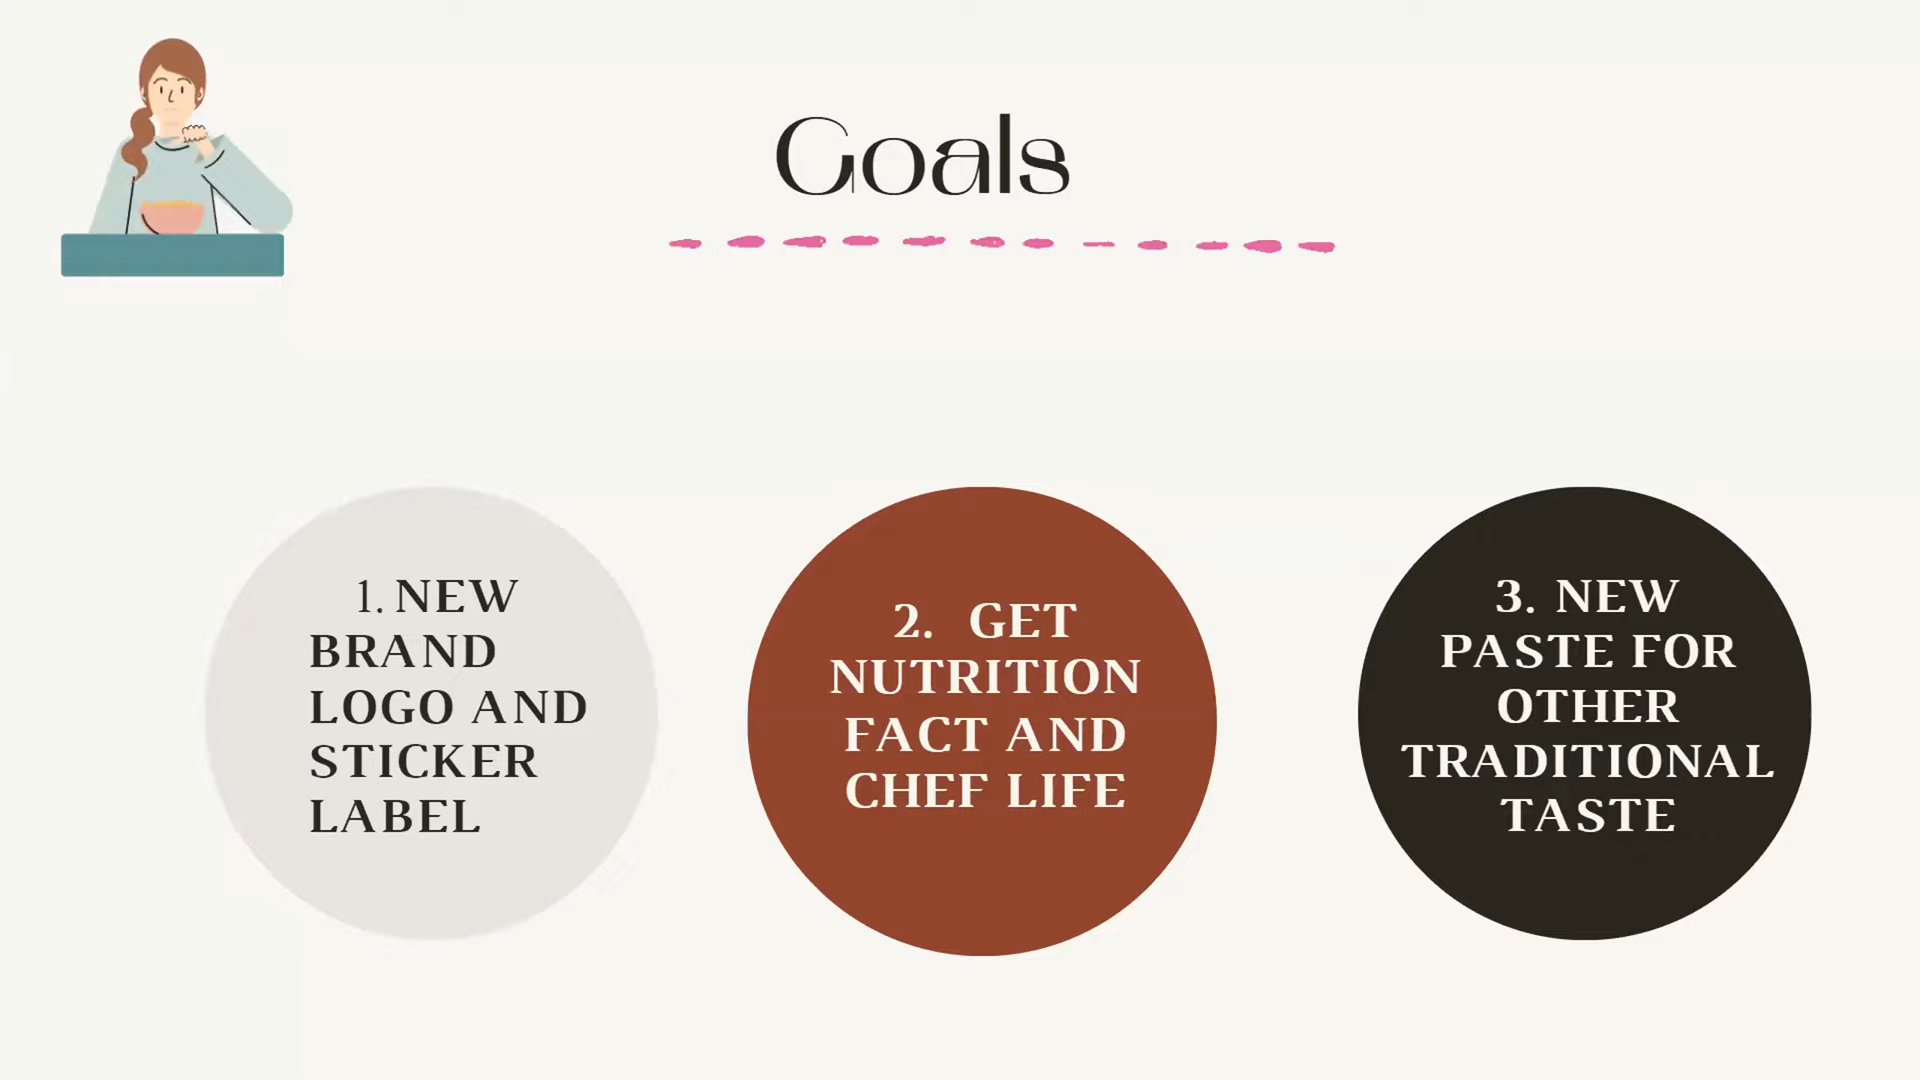 Goals
1. NEW
BRAND
LOGO AND
STICKER
LABEL
2. GET
NUTRITION
FACT AND
CHEF LIFE
3. NEW
PASTE FOR
OTHER
TRADITIONAL
TASTE